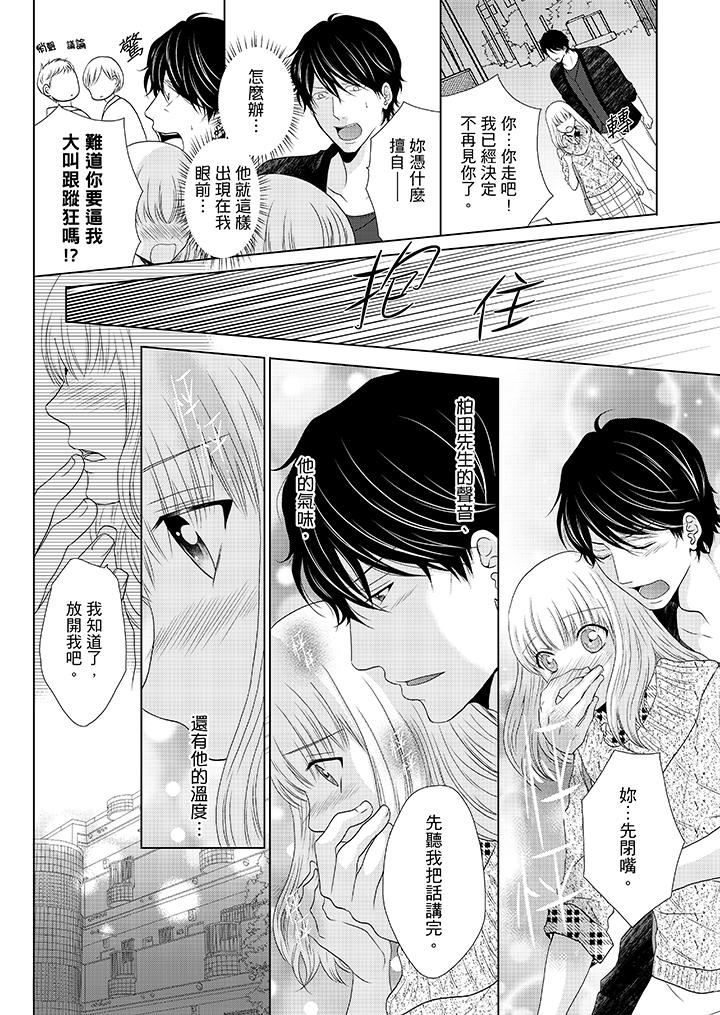 轉
你…你走吧！
我已經決定
不再見你了。
妳憑什麼
擅自——
怎麼辦…
他就這樣
出現在我
眼前…
驚
議論
難道你要逼我
大叫跟蹤狂嗎!?
抱住
妳…先閉
嘴。
柏田先生的聲音、
他的氣味。
先聽我把話講完。
還有他的溫度…
我知道了，
放開我吧。